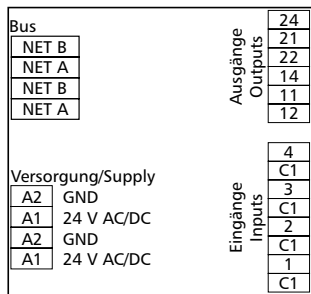 Bus
NET B
NET A
NET B
NET A
Versorgung/Supply
A2 GND
A1 24 V AC/DC
A2 GND
A1 24 V AC/DC
Ausgänge
Outputs
24
21
22
14
11
12
Eingänge
Inputs
4
C1
3
C1
2
C1
1
C1